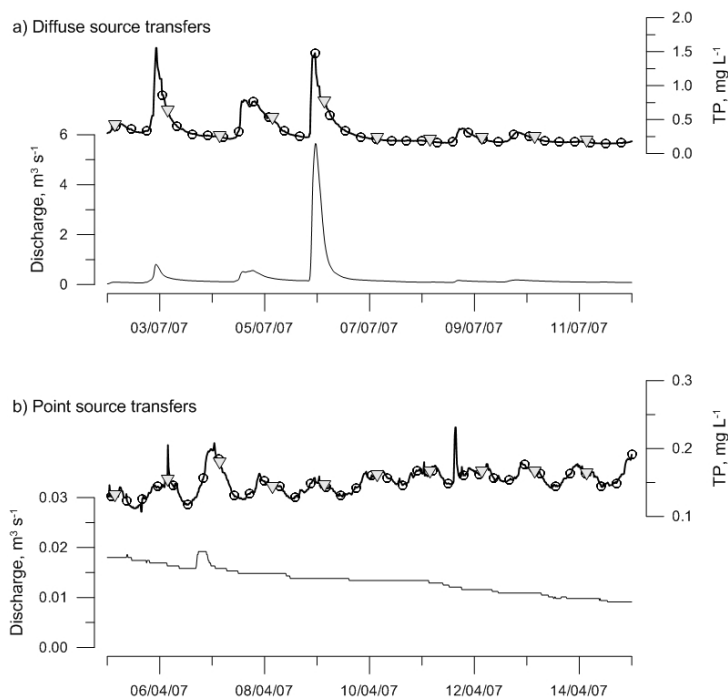 a) Diffuse source transfers
2.0
1.5
1.0
0.5
0.0
TP, mg L⁻¹
6
4
2
0
Discharge, m³ s⁻¹
03/07/07 05/07/07 07/07/07 09/07/07 11/07/07
b) Point source transfers
0.3
0.2
0.1
TP, mg L⁻¹
0.03
0.02
0.01
0.00
Discharge, m³ s⁻¹
06/04/07 08/04/07 10/04/07 12/04/07 14/04/07